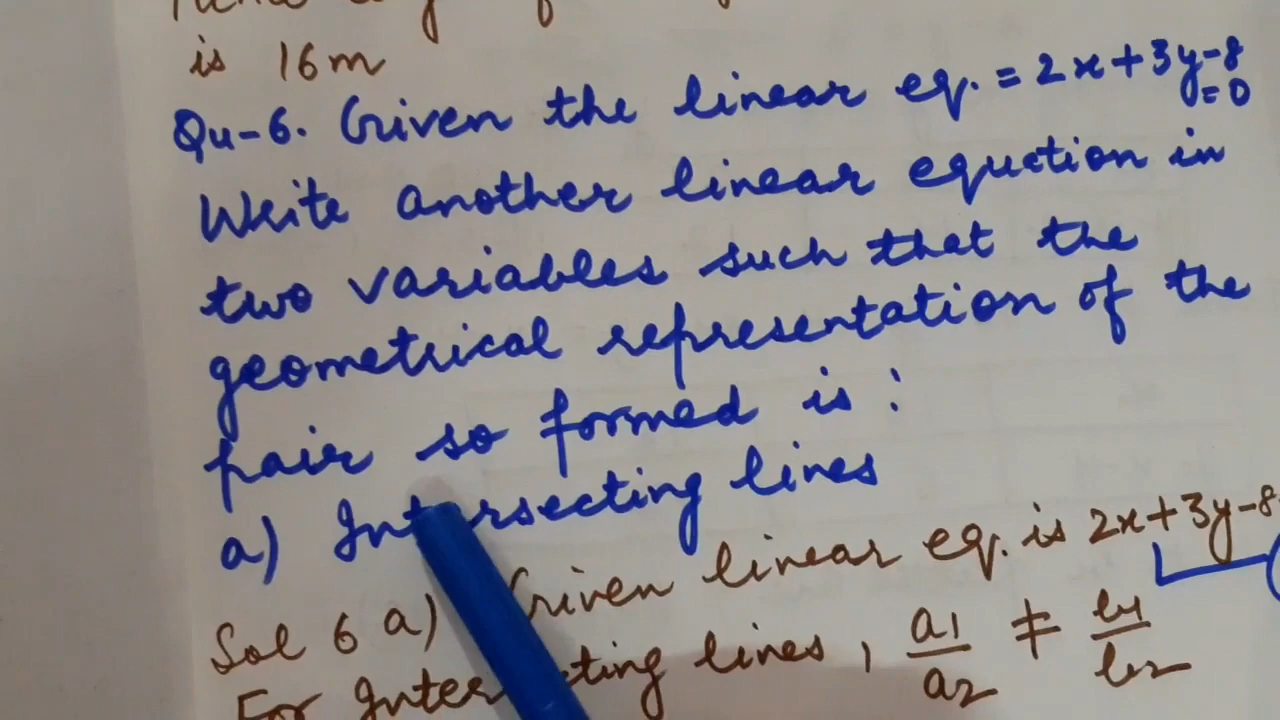 is 16m
Qu-6. Given the linear eq. = 2x+3y-8
=0
Write another linear equation in
two variables such that the
geometrical representation of the
pair so formed is :
a) Intersecting lines
Sol 6 a) Given linear eq. is 2x+3y-8
For Intersecting lines, a1/a2 ≠ b1/b2